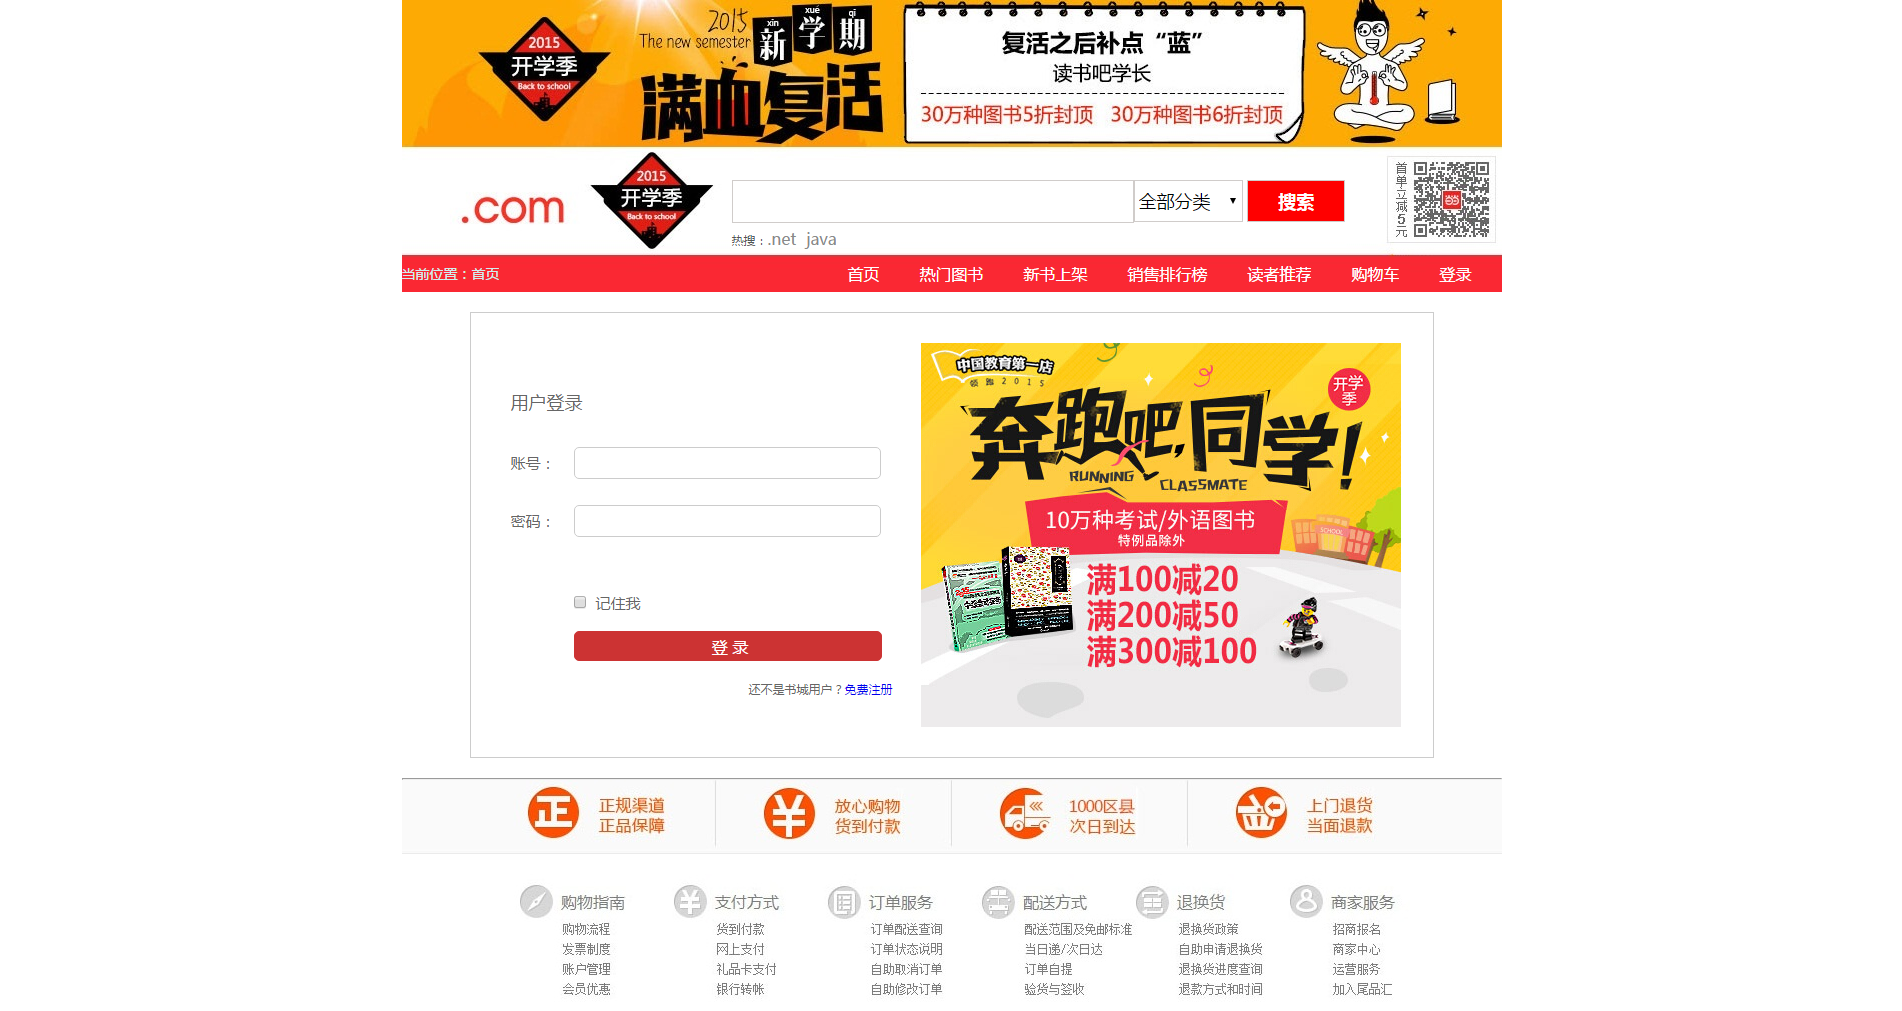 2015
开学季
Back to school
2015
The new semester
xīn xué qī
新学期
满血复活
复活之后补点“蓝”
读书吧学长
30万种图书5折封顶 30万种图书6折封顶
.com
2015
开学季
Back to school
全部分类
搜索
热搜：.net java
首单立减5元
当前位置：首页
首页 热门图书 新书上架 销售排行榜 读者推荐 购物车 登录
用户登录
账号：
密码：
记住我
登 录
还不是书城用户？免费注册
中国教育第一店
领跑2015
开学季
奔跑吧,同学!
RUNNING CLASSMATE
10万种考试/外语图书
特例品除外
SCHOOL
满100减20
满200减50
满300减100
正 正规渠道
正品保障
¥ 放心购物
货到付款
1000区县
次日到达
上门退货
当面退款
购物指南
购物流程
发票制度
账户管理
会员优惠
¥ 支付方式
货到付款
网上支付
礼品卡支付
银行转帐
订单服务
订单配送查询
订单状态说明
自助取消订单
自助修改订单
配送方式
配送范围及免邮标准
当日递/次日达
订单自提
验货与签收
退换货
退换货政策
自助申请退换货
退换货进度查询
退款方式和时间
商家服务
招商报名
商家中心
运营服务
加入尾品汇